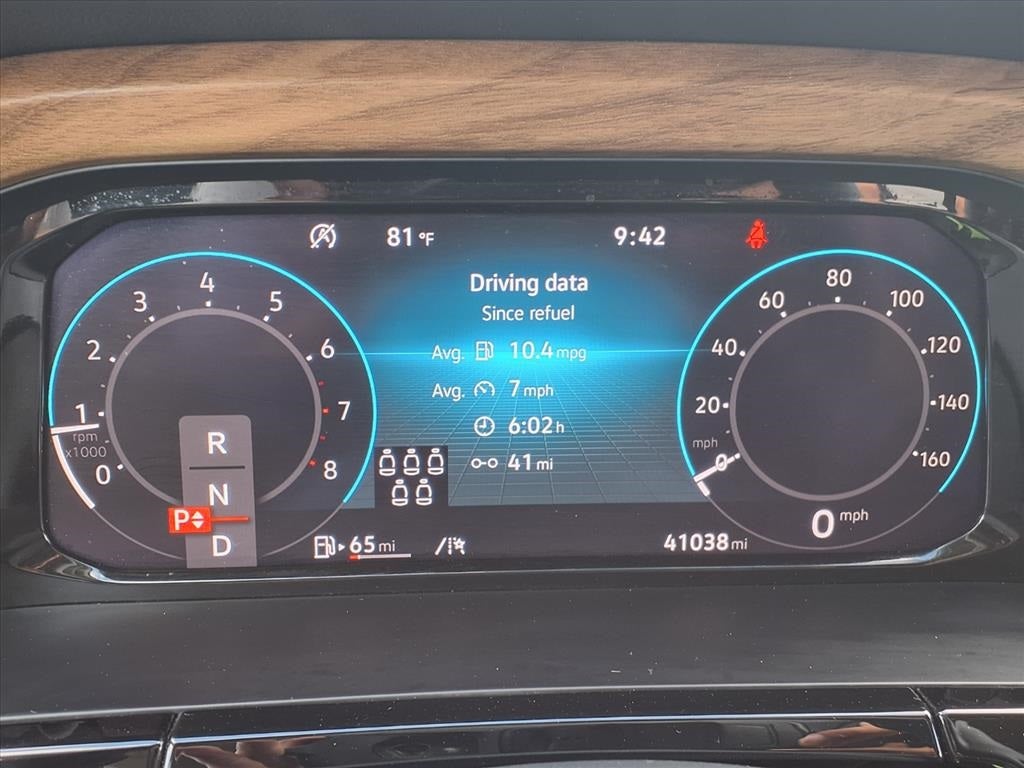 81 °F
9:42
Driving data
Since refuel
Avg. 10.4 mpg
Avg. 7 mph
6:02 h
41 mi
0
1
2
3
4
5
6
7
8
rpm
x1000
R
N
P
D
0
20
40
60
80
100
120
140
160
mph
0 mph
65 mi
41038 mi